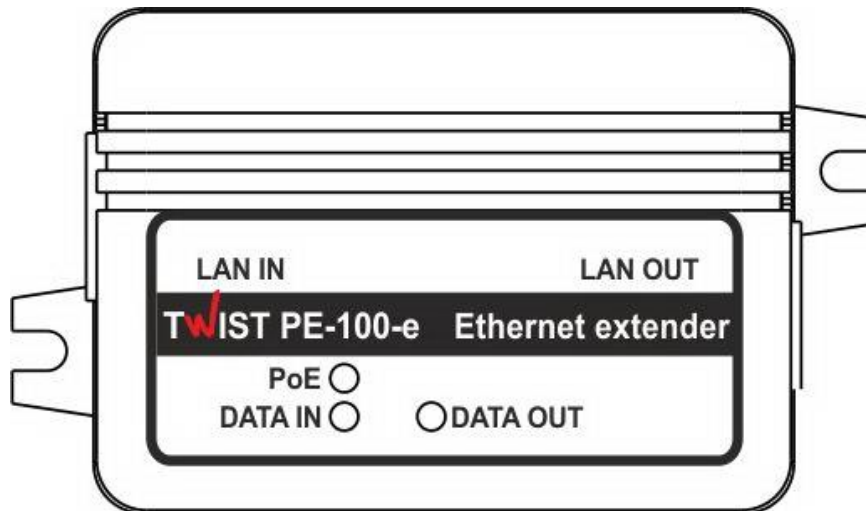 LAN IN LAN OUT
TWIST PE-100-e Ethernet extender
PoE
DATA IN DATA OUT